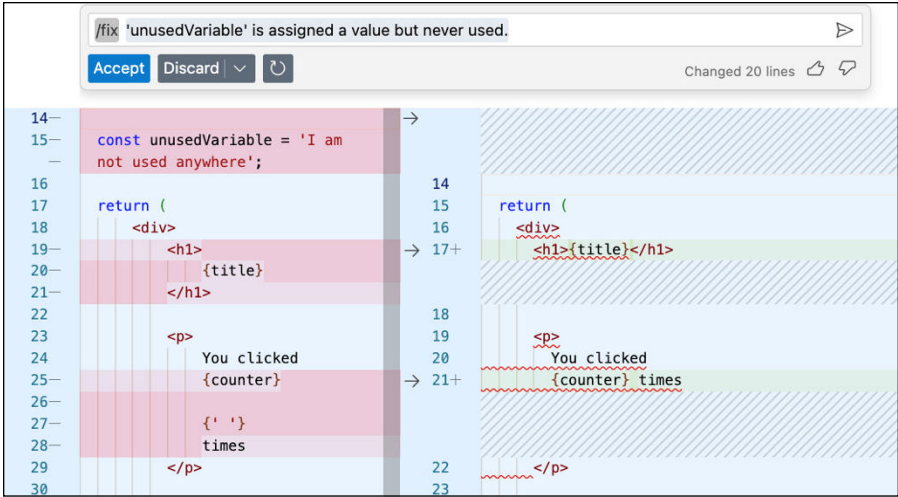 /fix 'unusedVariable' is assigned a value but never used.
Accept Discard Changed 20 lines
14—
15— const unusedVariable = 'I am
— not used anywhere';
16 14
17 return ( 15 return (
18 <div> 16 <div>
19— <h1> 17+ <h1>{title}</h1>
20— {title}
21— </h1>
22 18
23 <p> 19 <p>
24 You clicked 20 You clicked
25— {counter} 21+ {counter} times
26—
27— {' '}
28— times
29 </p> 22 </p>
30 23